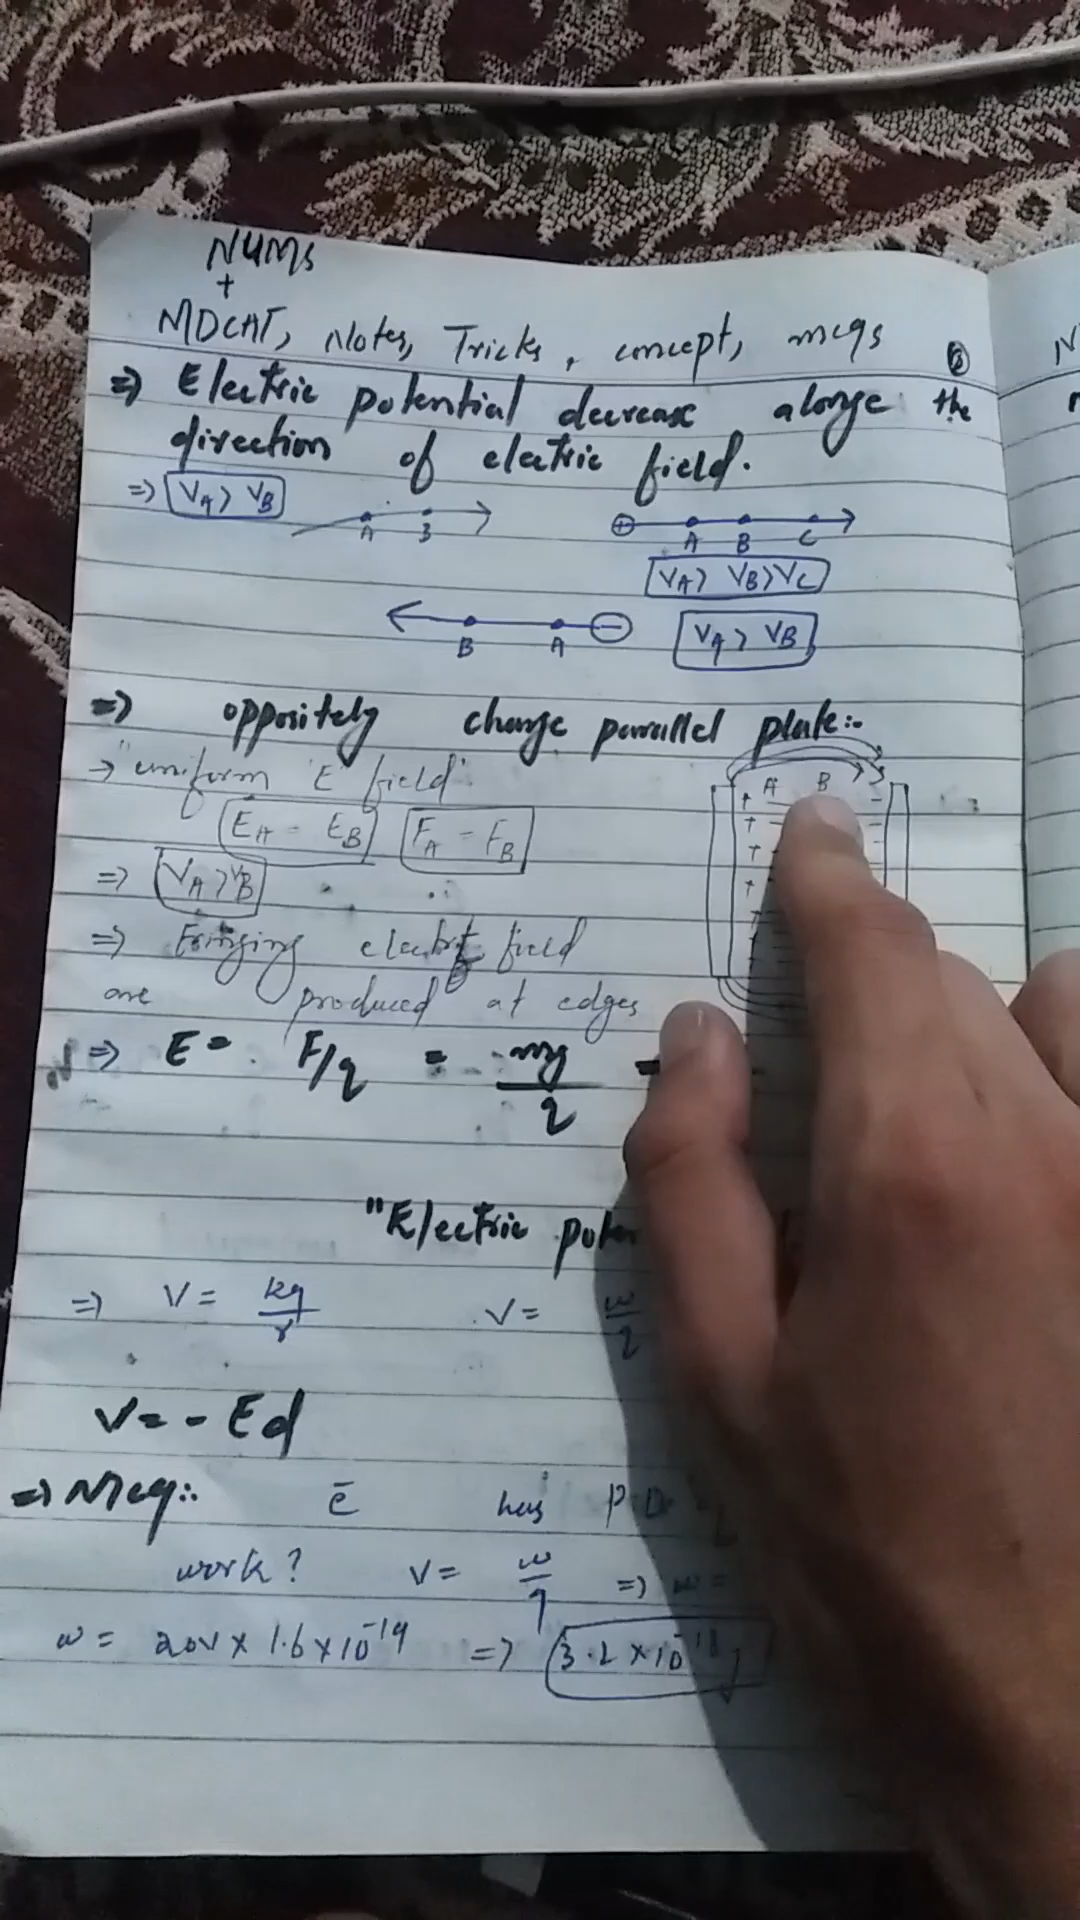 NUMS
+
MDCAT, Notes, Tricks, concept, mcqs
⇒ Electric potential decrease alonge the
direction of electric field.
⇒ VA > VB
A B
+ A B C
VA > VB > VC
B A −
VA > VB
⇒ oppositely charge parallel plate:-
→ "uniform E field"
EA = EB FA = FB
A B
⇒ VA > VB
⇒ Fringing electric field
are produced at edges
⇒ E = F/q = mg/q =
"Electric
⇒ V = kq/r V = w/q
V = - Ed
⇒ Mcq:- e⁻ has P.D
work? V = w/q ⇒ w =
w = 20V × 1.6 × 10⁻¹⁹ ⇒ 3.2 × 10⁻¹⁸ J